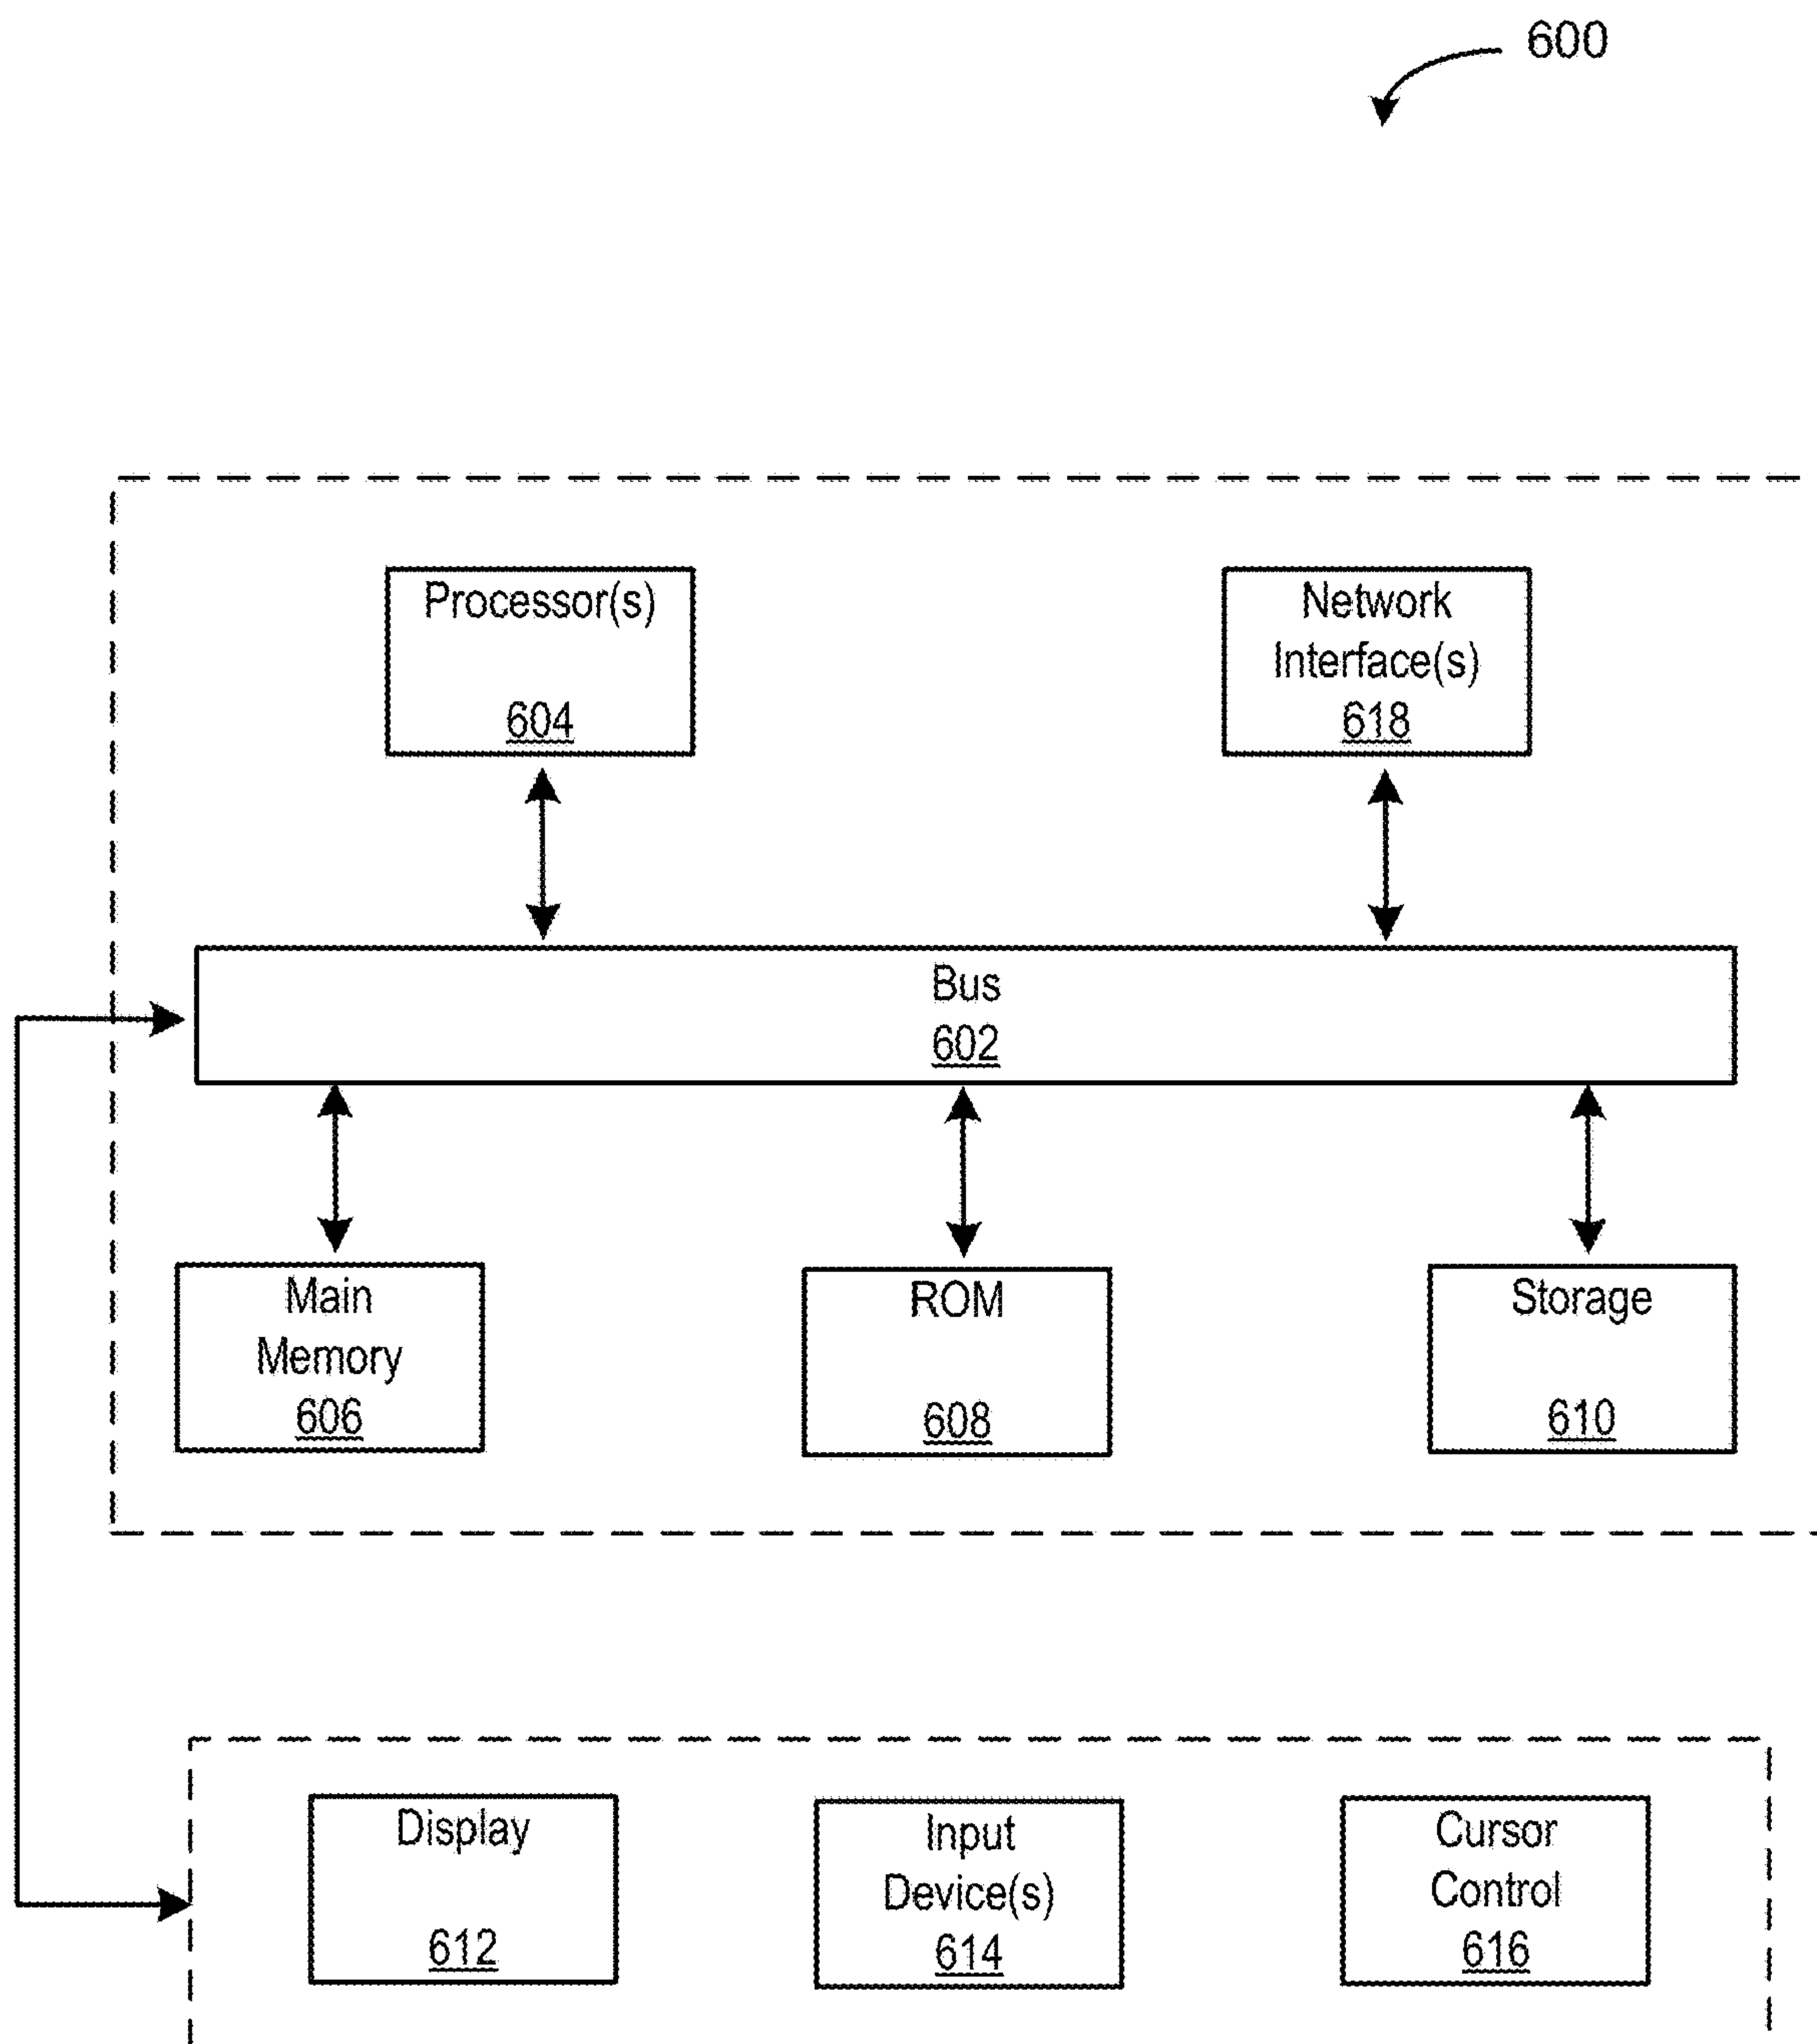 600
Processor(s)
604
Network
Interface(s)
618
Bus
602
Main
Memory
606
ROM
608
Storage
610
Display
612
Input
Device(s)
614
Cursor
Control
616